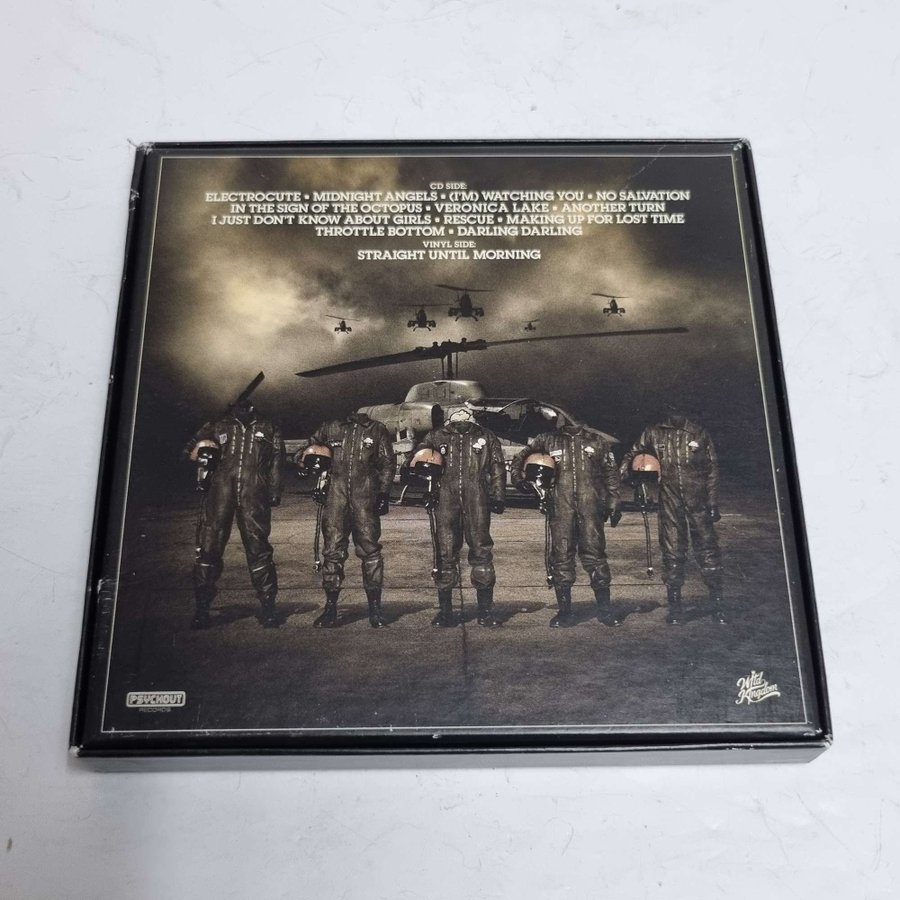 CD SIDE:
ELECTROCUTE • MIDNIGHT ANGELS • (I'M) WATCHING YOU • NO SALVATION
IN THE SIGN OF THE OCTOPUS • VERONICA LAKE • ANOTHER TURN
I JUST DON'T KNOW ABOUT GIRLS • RESCUE • MAKING UP FOR LOST TIME
THROTTLE BOTTOM • DARLING DARLING
VINYL SIDE:
STRAIGHT UNTIL MORNING
PSYCHOUT
RECORDS
Wild
Kingdom